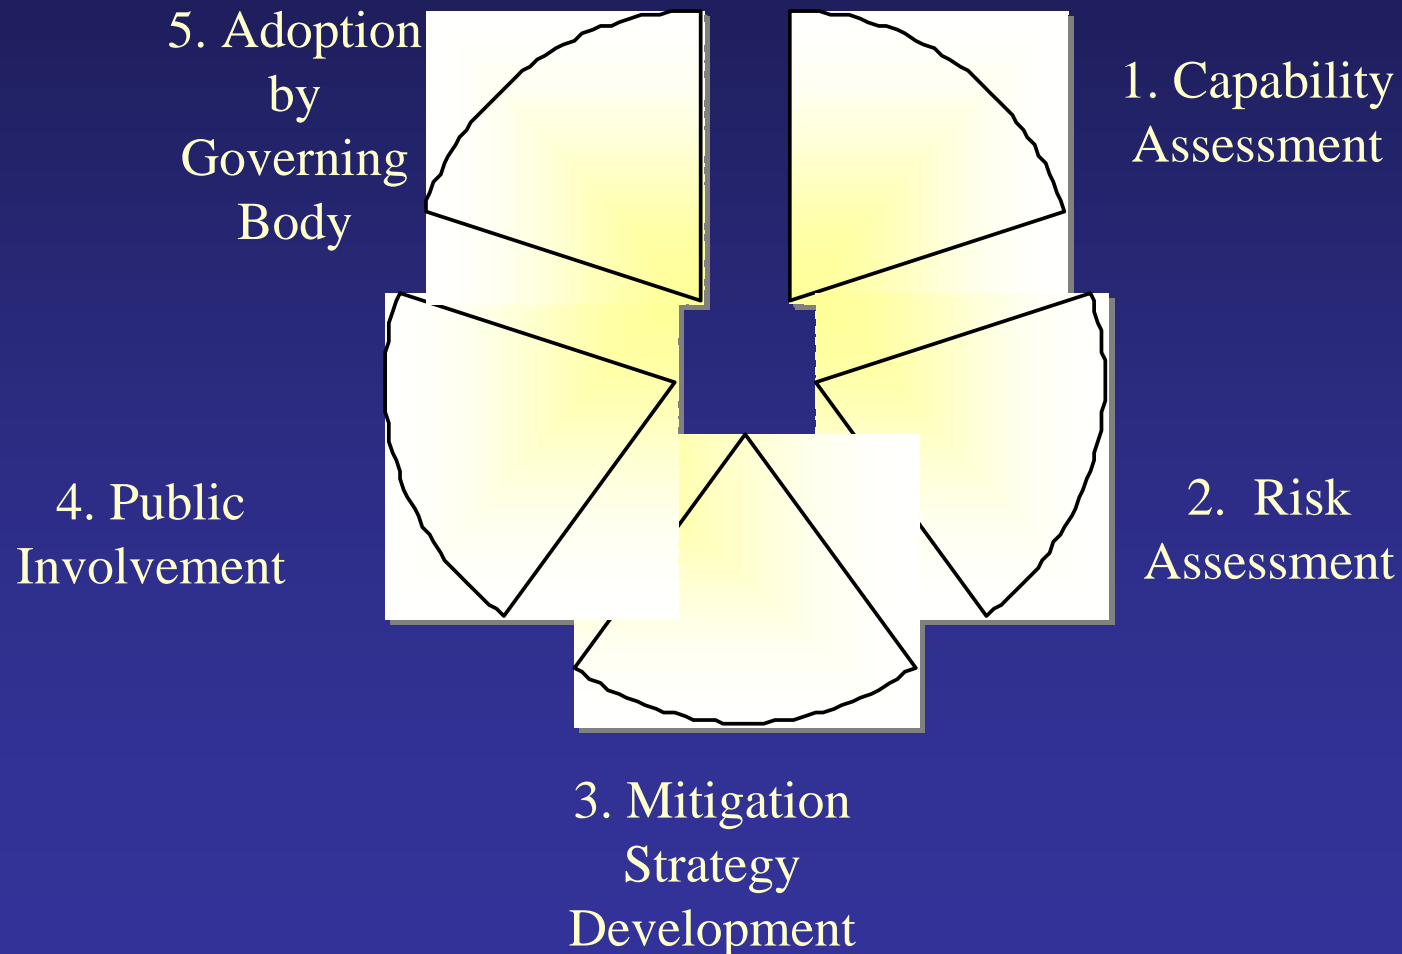 5. Adoption
by
Governing
Body
1. Capability
Assessment
4. Public
Involvement
2. Risk
Assessment
3. Mitigation
Strategy
Development